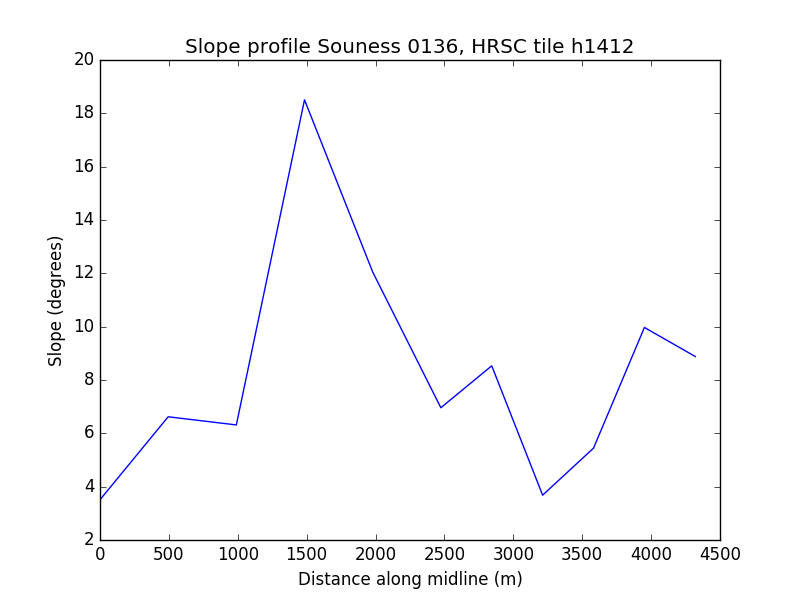 Slope profile Souness 0136, HRSC tile h1412
20
18
16
14
12
10
8
6
4
2
Slope (degrees)
0 500 1000 1500 2000 2500 3000 3500 4000 4500
Distance along midline (m)